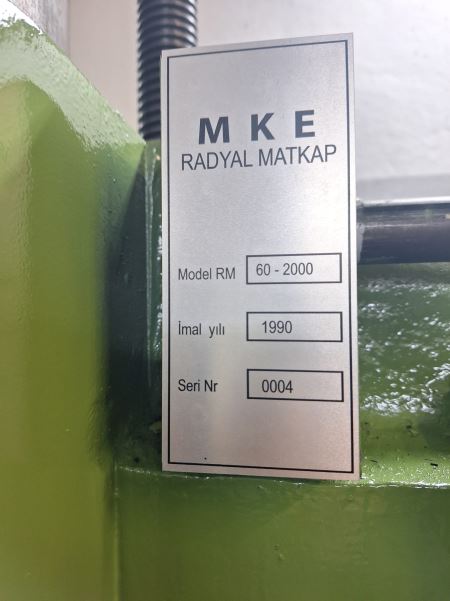 MKE
RADYAL MATKAP
Model RM 60 - 2000
İmal yılı 1990
Seri Nr 0004